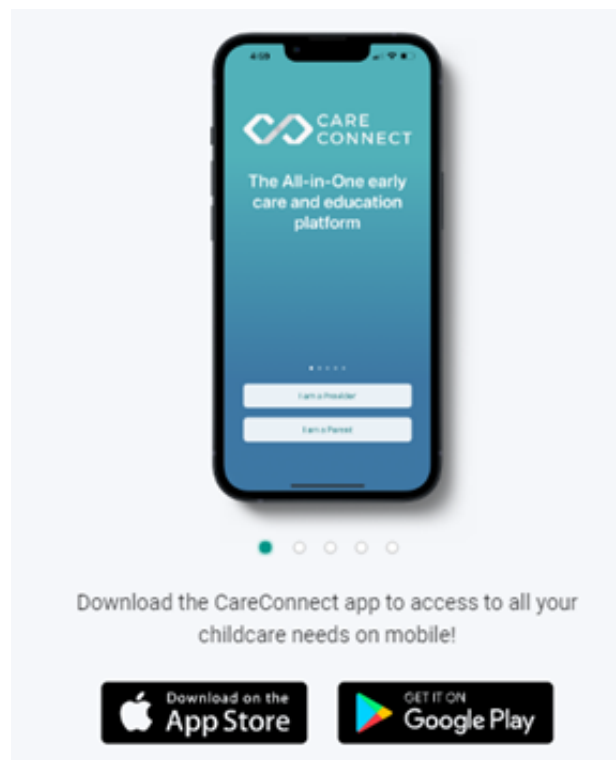 4:59
CARE
CONNECT
The All-in-One early
care and education
platform
I am a Provider
I am a Parent
Download the CareConnect app to access to all your
childcare needs on mobile!
Download on the
App Store
GET IT ON
Google Play